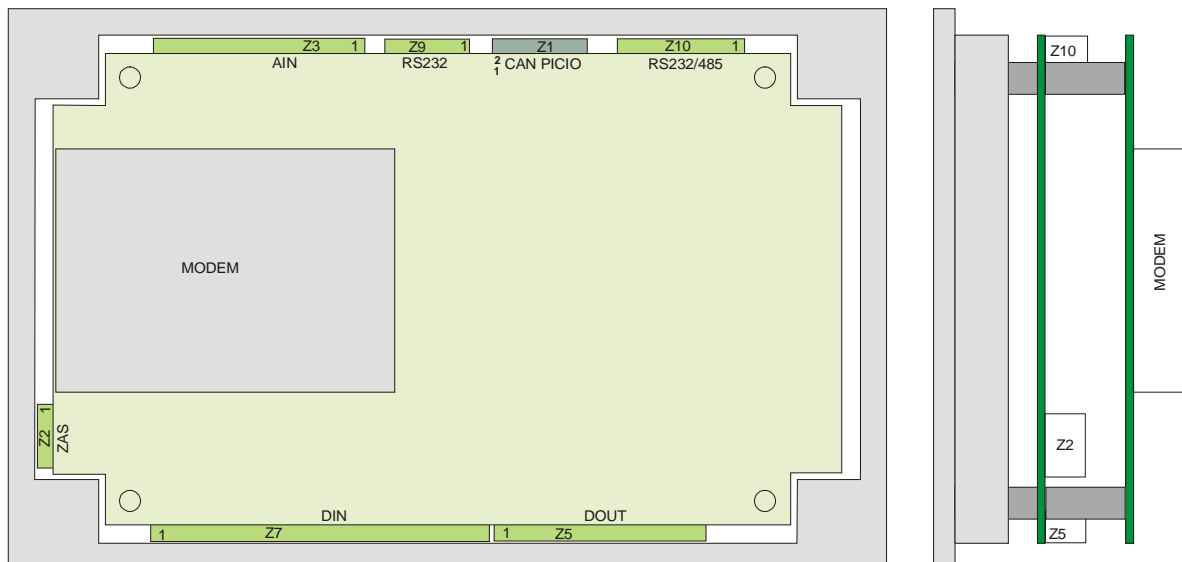 Z3 1
Z9 1
Z1
Z10 1
AIN
RS232
2
1
CAN PICIO
RS232/485
MODEM
Z2 1
ZAS
DIN
DOUT
1 Z7
1 Z5
Z10
MODEM
Z2
Z5